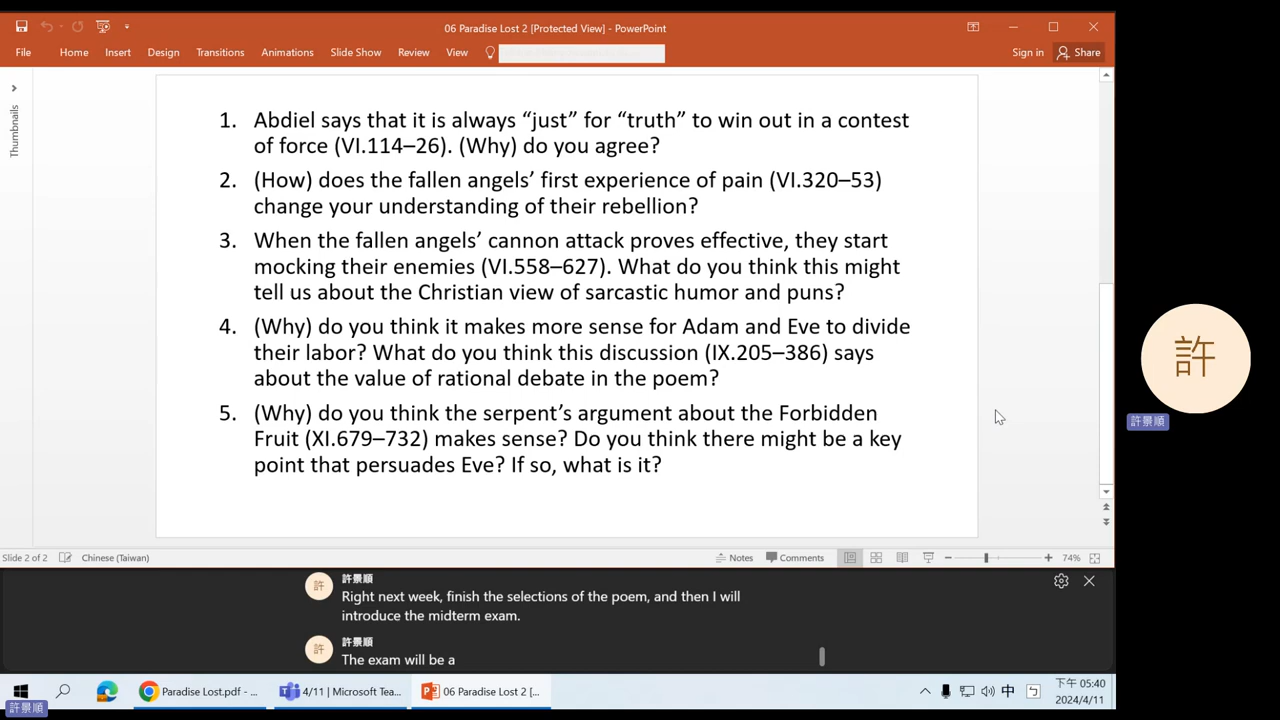 06 Paradise Lost 2 [Protected View] - PowerPoint
File Home Insert Design Transitions Animations Slide Show Review View Sign in Share
Thumbnails
1. Abdiel says that it is always “just” for “truth” to win out in a contest
of force (VI.114–26). (Why) do you agree?
2. (How) does the fallen angels’ first experience of pain (VI.320–53)
change your understanding of their rebellion?
3. When the fallen angels’ cannon attack proves effective, they start
mocking their enemies (VI.558–627). What do you think this might
tell us about the Christian view of sarcastic humor and puns?
4. (Why) do you think it makes more sense for Adam and Eve to divide
their labor? What do you think this discussion (IX.205–386) says
about the value of rational debate in the poem?
5. (Why) do you think the serpent’s argument about the Forbidden
Fruit (XI.679–732) makes sense? Do you think there might be a key
point that persuades Eve? If so, what is it?
許
許景順
Slide 2 of 2 Chinese (Taiwan) Notes Comments 74%
許 許景順
Right next week, finish the selections of the poem, and then I will
introduce the midterm exam.
許 許景順
The exam will be a
Paradise Lost.pdf - ... 4/11 | Microsoft Tea... 06 Paradise Lost 2 [... 中 下午 05:40
2024/4/11
許景順